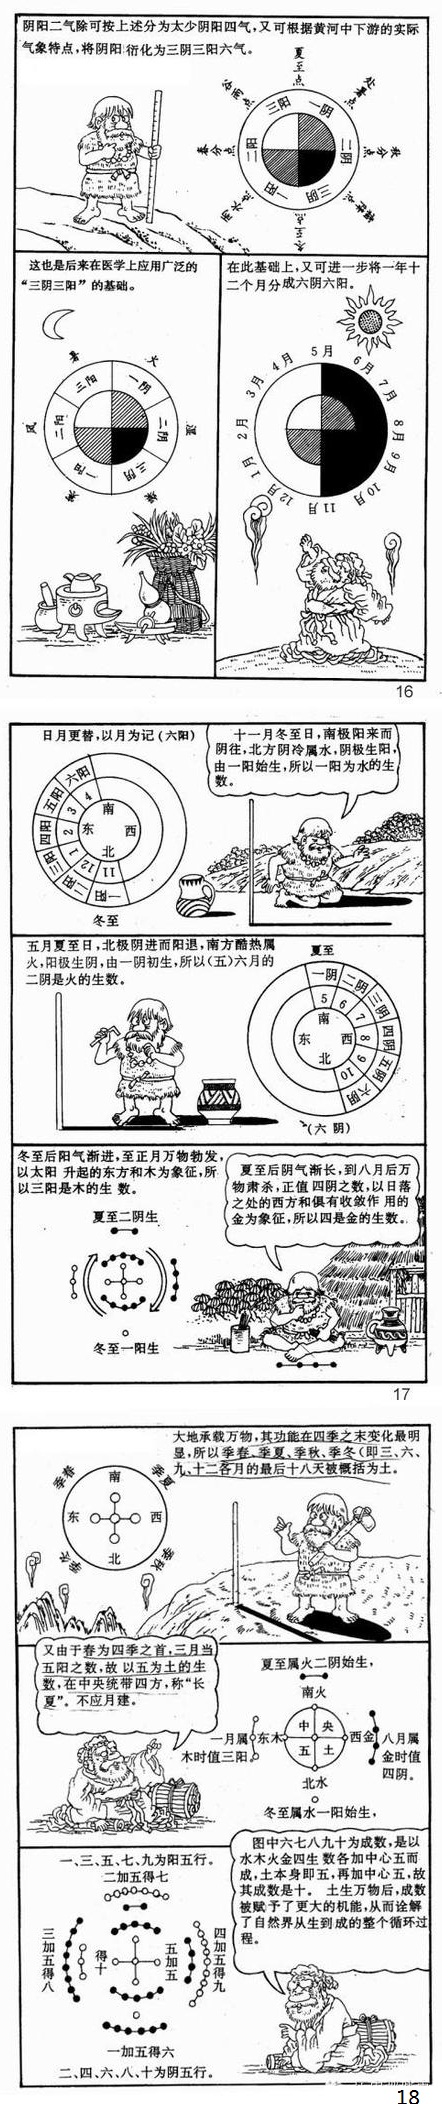 阴阳二气除可按上述分为太少阴阳四气，又可根据黄河中下游的实际
气象特点，将阴阳 衍化为三阴三阳六气。
夏至点
谷雨点
处暑点
春分点
秋分点
雨水点
冬至点
三阳
一阴
二阳
二阴
一阳
三阴
这也是后来在医学上应用广泛的
“三阴三阳”的基础。
暑
火
三阳
一阴
风
二阳
二阴
湿
一阳
三阴
寒
燥
在此基础上，又可进一步将一年十
二个月分成六阴六阳。
5月
4月
6月
3月
7月
2月
8月
1月
9月
12月
10月
11月
16
日月更替，以月为记（六阳）
六阳
五阳
四阳
三阳
二阳
一阳
4
3
2
1
12
11
南
东
西
北
冬至
十一月冬至日，南极阳来而
阴往，北方阴冷属水，阴极生阳，
由一阳始生，所以一阳为水的生
数。
五月夏至日，北极阴进而阳退，南方酷热属
火，阳极生阴，由一阴初生，所以（五）六月的
二阴是火的生数。
夏至
一阴
二阴
三阴
四阴
五阴
六阴
5
6
7
8
9
10
南
东
西
北
（六 阴）
冬至后阳气渐进，至正月万物勃发，
以太阳 升起的东方和木为象征，所
以三阳是木的生 数。
夏至二阴生
冬至一阳生
夏至后阴气渐长，到八月后万
物肃杀，正值 四阴之数，以日落
之处的西方和俱有收敛作 用的
金为象征，所以四是金的生数。
17
大地承载万物，其功能在四季之末变化最明
显，所以季春、季夏、季秋、季冬（即三、六、
九、十二各月的最后十八天被概括为土。
季春
南
季夏
东
西
季冬
北
季秋
又由于春为四季之首，三月当
五阳之数，故 以五为土的生
数，在中央统带四方，称“长
夏”。不应月建。
夏至属火二阴始生，
南火
一月属
木时值三阳
东木
中央
五土
西金
八月属
金时值
四阴。
北水
冬至属水一阳始生，
一、三、五、七、九为阳五行。
二加五得七
三加五得八
得十
五加五
四加五得九
一加五得六
二、四、六、八、十为阴五行。
图中六七八九十为成数，是以
水木火金四生 数各加中心五而
成，土本身即五，再加中心五，故
其成数是十。 土生万物后，成数
被赋予了更大的机能，从而诠解
了自然界从生到成的整个循环过
程。
18